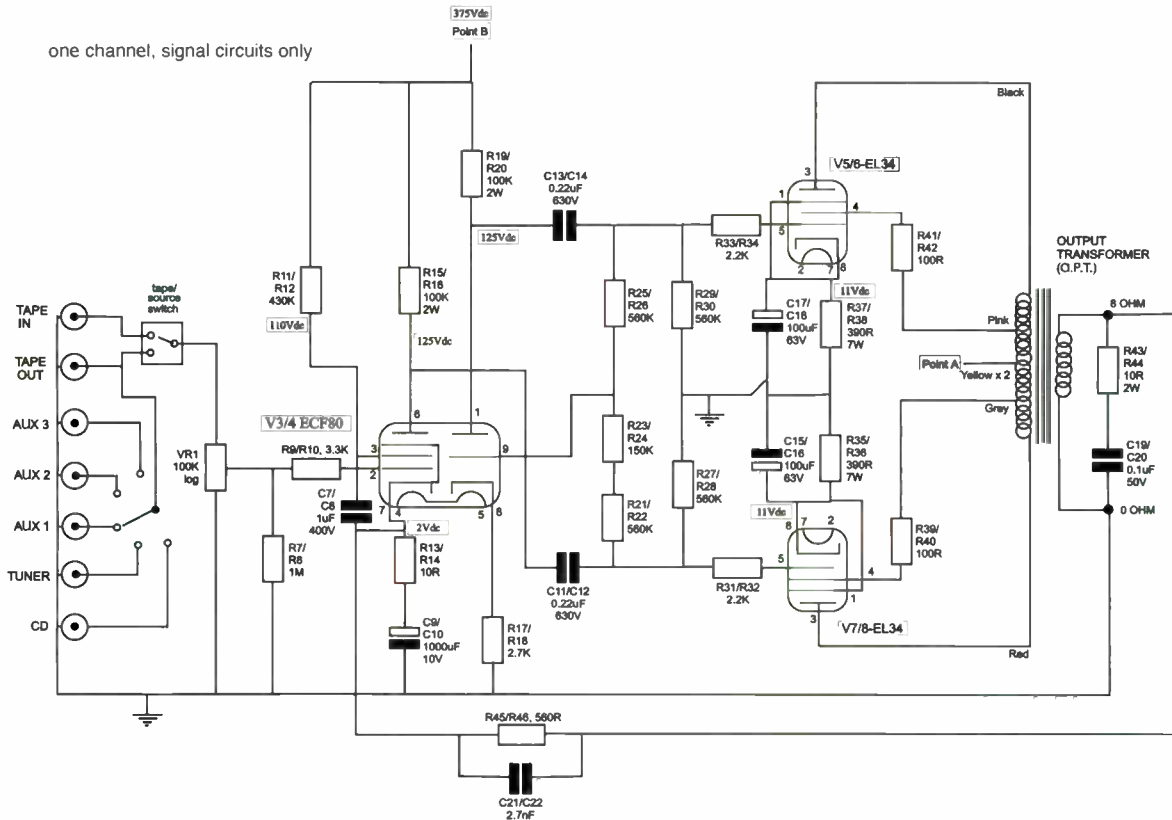 375Vdc
Point B
one channel, signal circuits only
Black
R19/
R20
100K
2W
C13/C14
0.22uF
630V
V5/6-EL34
3
1
4
5
2
7
8
R33/R34
2.2K
R41/
R42
100R
OUTPUT
TRANSFORMER
(O.P.T.)
125Vdc
R11/
R12
430K
R15/
R16
100K
2W
tape/
source
switch
R25/
R26
560K
R29/
R30
560K
C17/
C18
100uF
63V
11Vdc
R37/
R38
390R
7W
8 OHM
TAPE
IN
TAPE
OUT
110Vdc
125Vdc
Pink
Point A
Yellow x 2
Grey
R43/
R44
10R
2W
AUX 3
AUX 2
AUX 1
TUNER
CD
V3/4 ECF80
6
1
3
2
9
7
4
5
8
R9/R10, 3.3K
VR1
100K
log
C7/
C8
1uF
400V
2Vdc
R23/
R24
150K
R21/
R22
560K
R27/
R28
560K
C15/
C16
100uF
63V
R35/
R36
390R
7W
11Vdc
C19/
C20
0.1uF
50V
0 OHM
R7/
R8
1M
R13/
R14
10R
C9/
C10
1000uF
10V
R17/
R18
2.7K
C11/C12
0.22uF
630V
R31/R32
2.2K
8
7
2
5
4
1
3
R39/
R40
100R
V7/8-EL34
Red
R45/R46, 560R
C21/C22
2.7nF